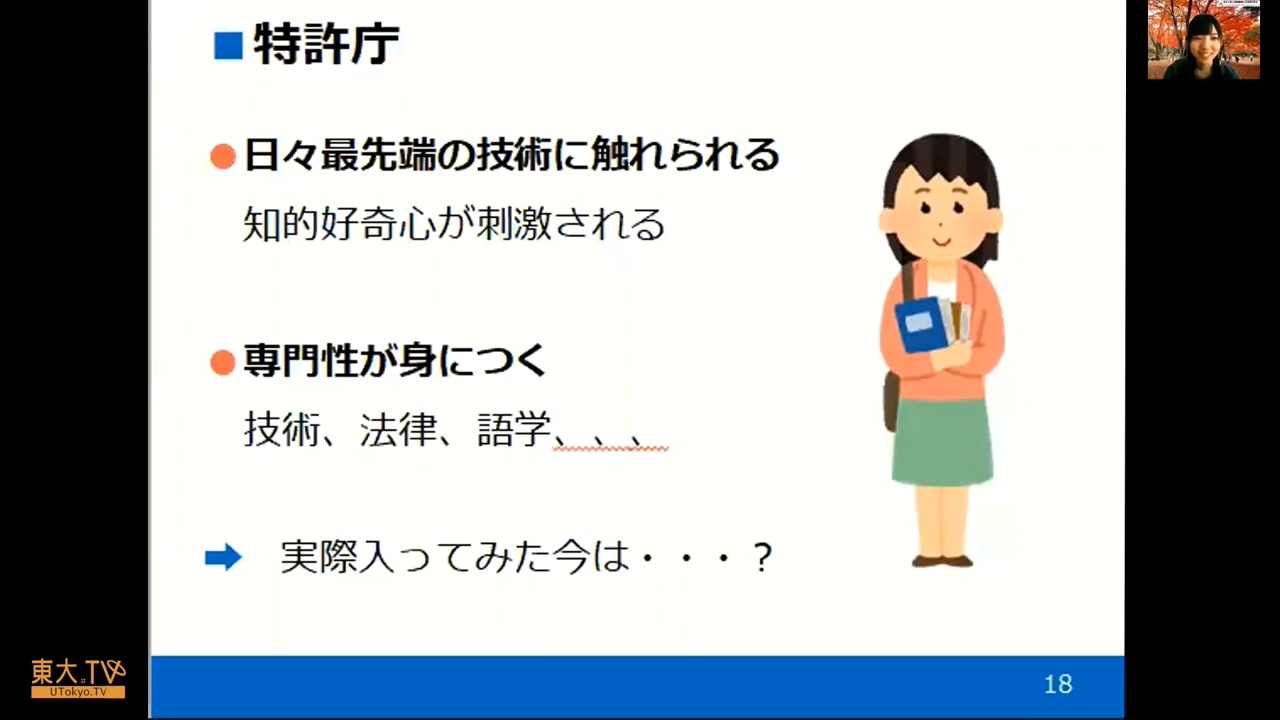 特許庁
日々最先端の技術に触れられる
知的好奇心が刺激される
専門性が身につく
技術、法律、語学、、、
実際入ってみた今は・・・？
18
東大.TV
UTokyo.TV